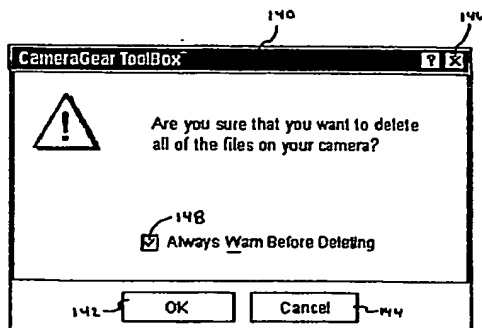 140 146
CameraGear ToolBox ? X
!
Are you sure that you want to delete
all of the files on your camera?
148
Always Warn Before Deleting
142 OK Cancel 144